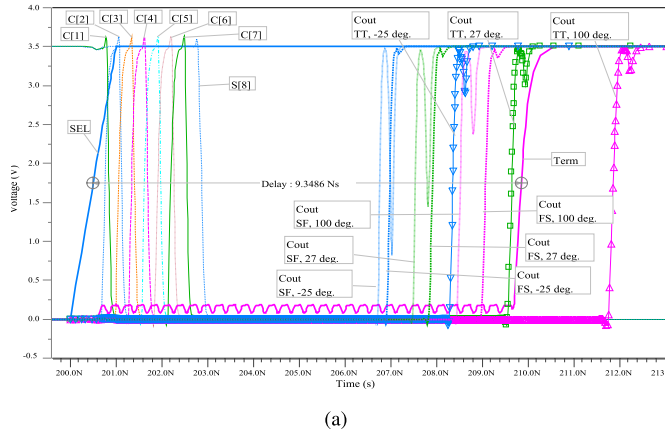 C[2] C[3] C[4] C[5] C[6]
C[1]
C[7]
Cout
TT, -25 deg.
Cout
TT, 27 deg.
Cout
TT, 100 deg.
4.0
3.5
3.0
2.5
2.0
1.5
1.0
0.5
0.0
-0.5
Voltage (V)
S[8]
SEL
Term
Delay : 9.3486 Ns
Cout
SF, 100 deg.
Cout
FS, 100 deg.
Cout
SF, 27 deg.
Cout
FS, 27 deg.
Cout
SF, -25 deg.
Cout
FS, -25 deg.
200.0N 201.0N 202.0N 203.0N 204.0N 205.0N 206.0N 207.0N 208.0N 209.0N 210.0N 211.0N 212.0N
Time (s)
(a)